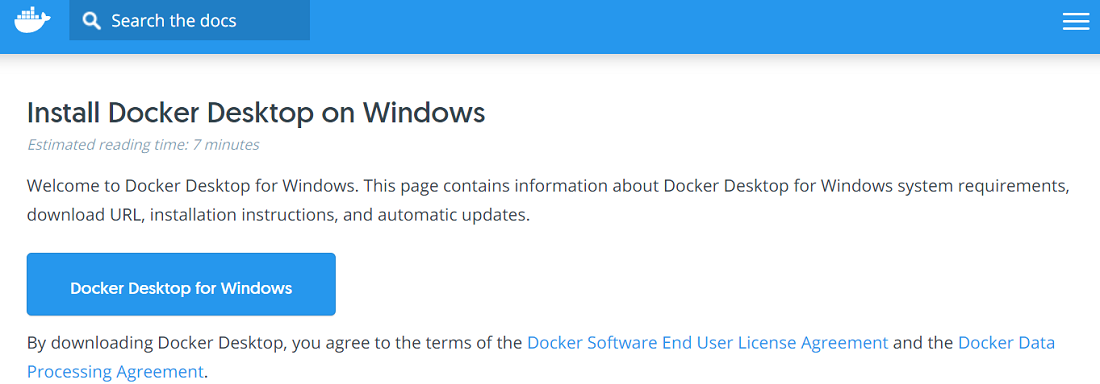 Search the docs
Install Docker Desktop on Windows
Estimated reading time: 7 minutes
Welcome to Docker Desktop for Windows. This page contains information about Docker Desktop for Windows system requirements,
download URL, installation instructions, and automatic updates.
Docker Desktop for Windows
By downloading Docker Desktop, you agree to the terms of the Docker Software End User License Agreement and the Docker Data
Processing Agreement.